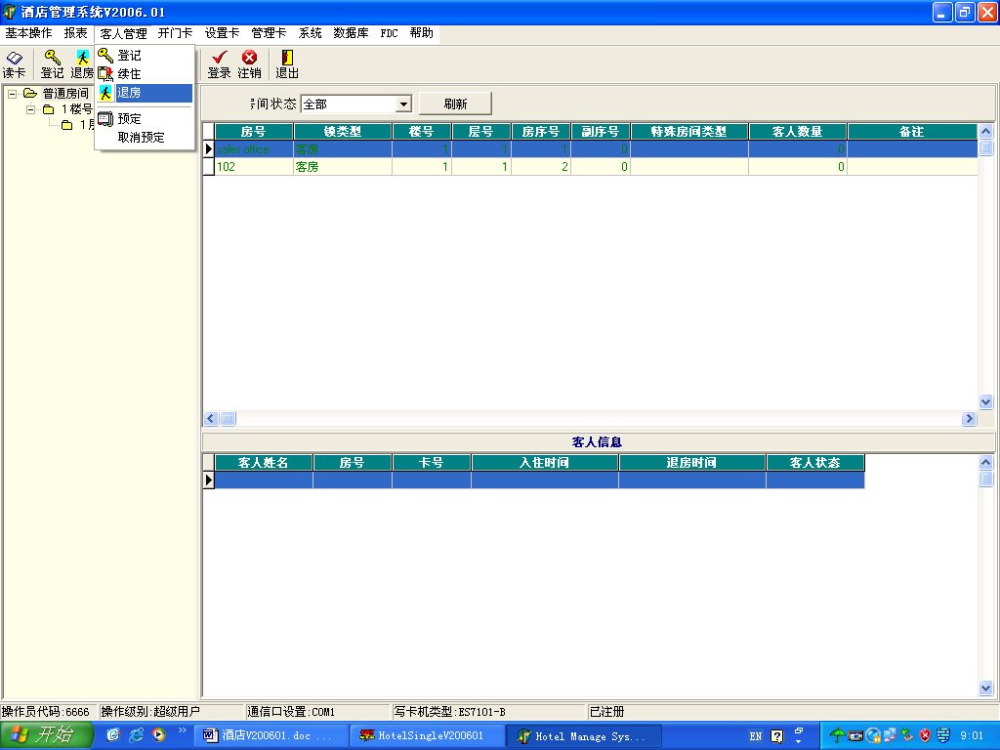 酒店管理系统V2006.01
基本操作 报表 客人管理 开门卡 设置卡 管理卡 系统 数据库 FDC 帮助
读卡 登记 退房 登录 注销 退出
登记
续住
退房
预定
取消预定
普通房间
1楼号
1层
房间状态 全部 刷新
房号 镜类型 楼号 层号 房序号 副序号 特殊房间类型 客人数量 备注
sales office 客房 1 1 1 0 0
102 客房 1 1 2 0 0
客人信息
客人姓名 房号 卡号 入住时间 退房时间 客人状态
操作员代码:6666 操作级别:超级用户 通信口设置:COM1 写卡机类型:ES7101-B 已注册
开始 酒店V200601.doc ... HotelSingleV200601 Hotel Manage Sys... EN 9:01